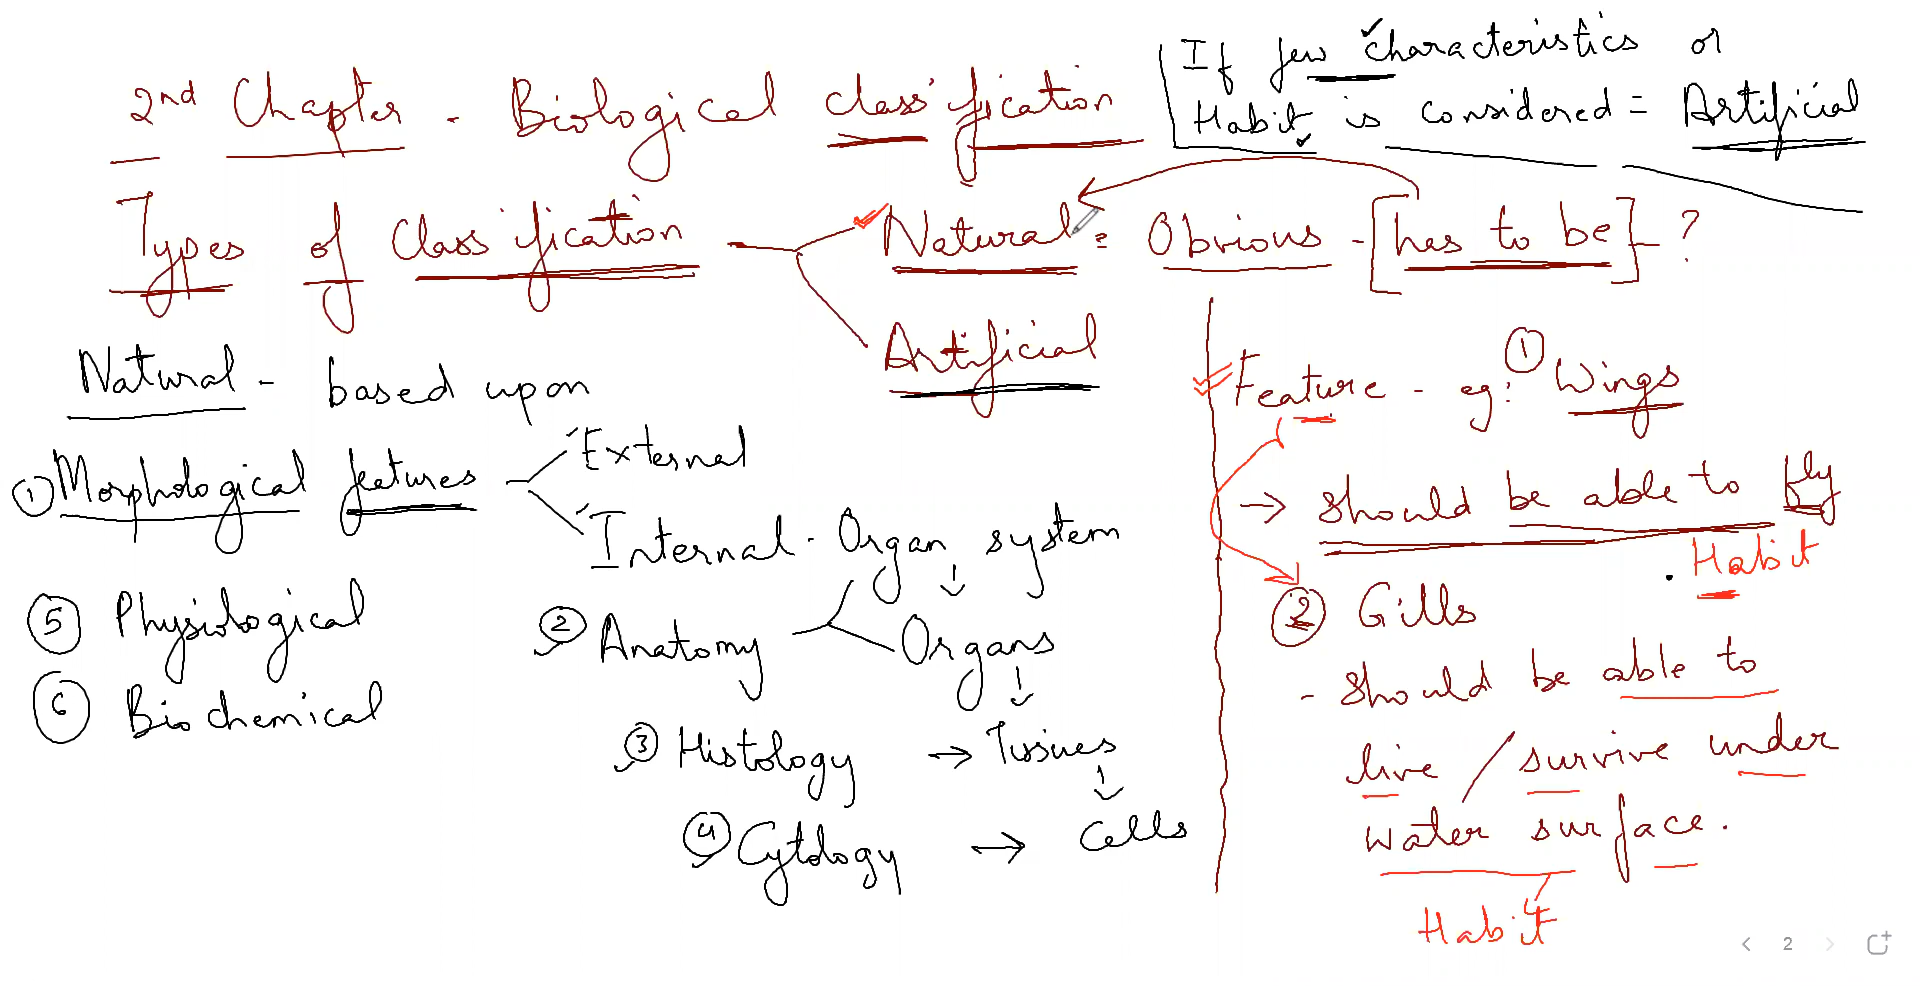 If few characteristics or
Habit is considered = Artificial
2nd Chapter - Biological classification
Types of Classification
Natural = Obvious - [has to be] - ?
Artificial
Natural - based upon
① Morphological features
External
Internal - Organ system
② Anatomy
Organs
③ Histology → Tissues
④ Cytology → Cells
⑤ Physiological
⑥ Biochemical
Feature - eg: ① Wings
→ should be able to fly
Habit
② Gills
- should be able to
live / survive under
water surface.
Habit
2